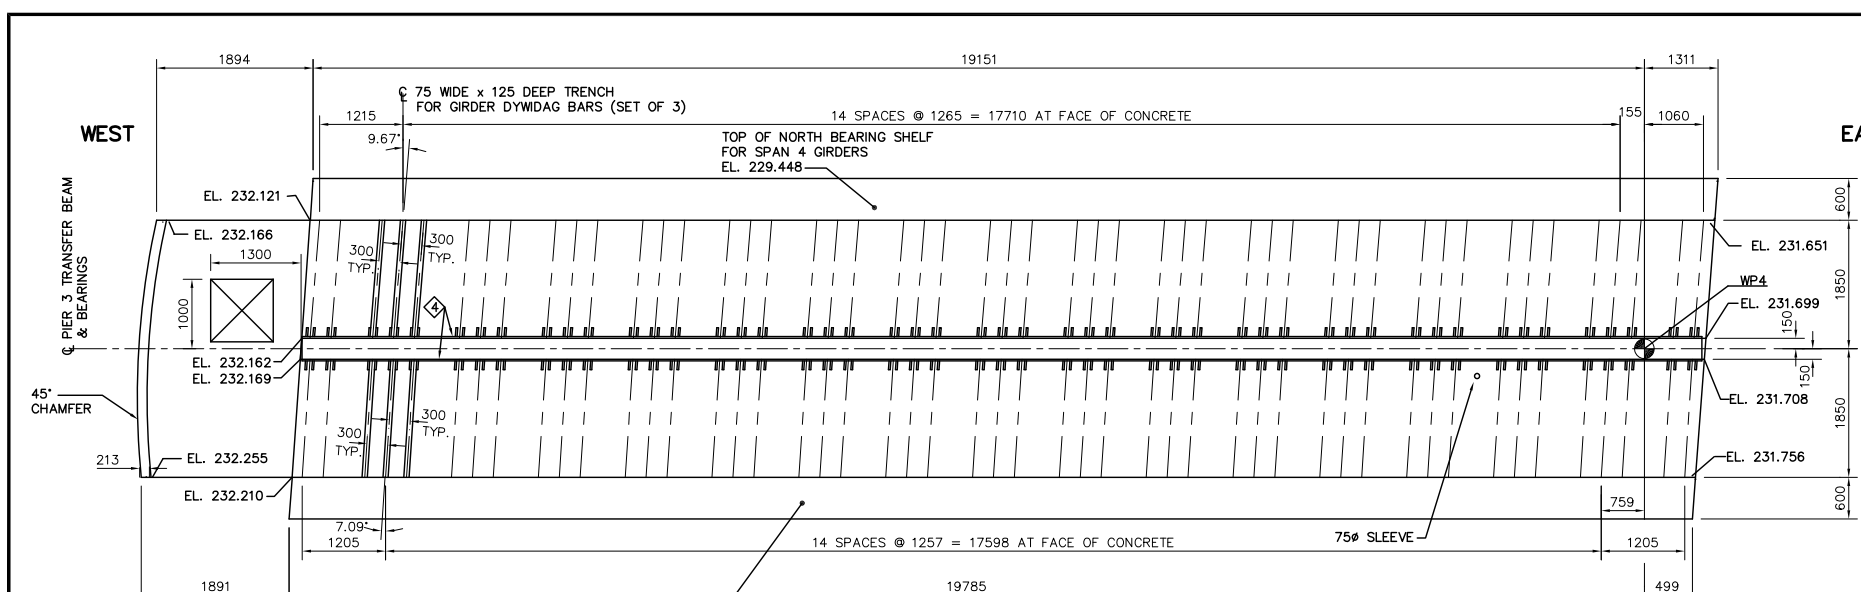 1894
19151
1311
℄ 75 WIDE x 125 DEEP TRENCH
FOR GIRDER DYWIDAG BARS (SET OF 3)
1215
14 SPACES @ 1265 = 17710 AT FACE OF CONCRETE
155
1060
WEST
9.67°
TOP OF NORTH BEARING SHELF
FOR SPAN 4 GIRDERS
EL. 229.448
℄ PIER 3 TRANSFER BEAM
& BEARINGS
EL. 232.121
600
EL. 232.166
300
TYP.
300
TYP.
EL. 231.651
1300
WP4
1850
1000
4
EL. 231.699
150
EL. 232.162
EL. 232.169
150
45°
CHAMFER
EL. 231.708
300
TYP.
300
TYP.
1850
213
EL. 232.255
EL. 231.756
EL. 232.210
759
600
7.09°
75ø SLEEVE
1205
14 SPACES @ 1257 = 17598 AT FACE OF CONCRETE
1205
1891
19785
499